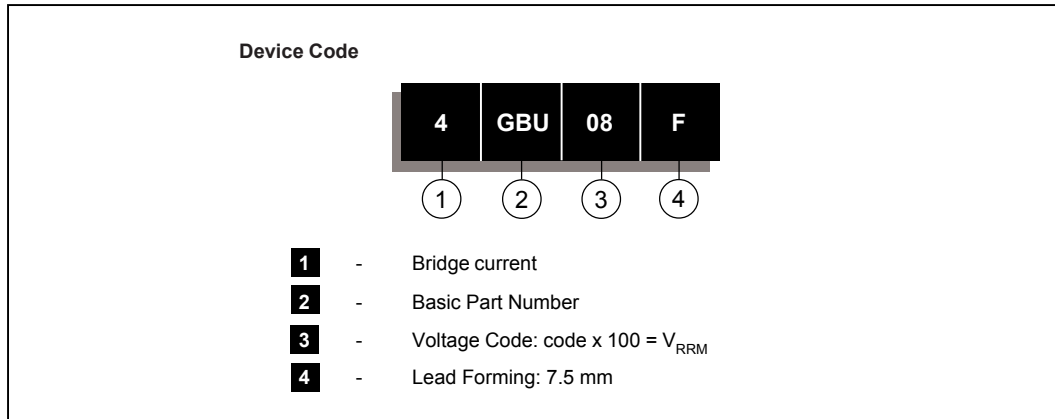 Device Code
4 GBU 08 F
1 2 3 4
1 - Bridge current
2 - Basic Part Number
3 - Voltage Code: code x 100 = VRRM
4 - Lead Forming: 7.5 mm